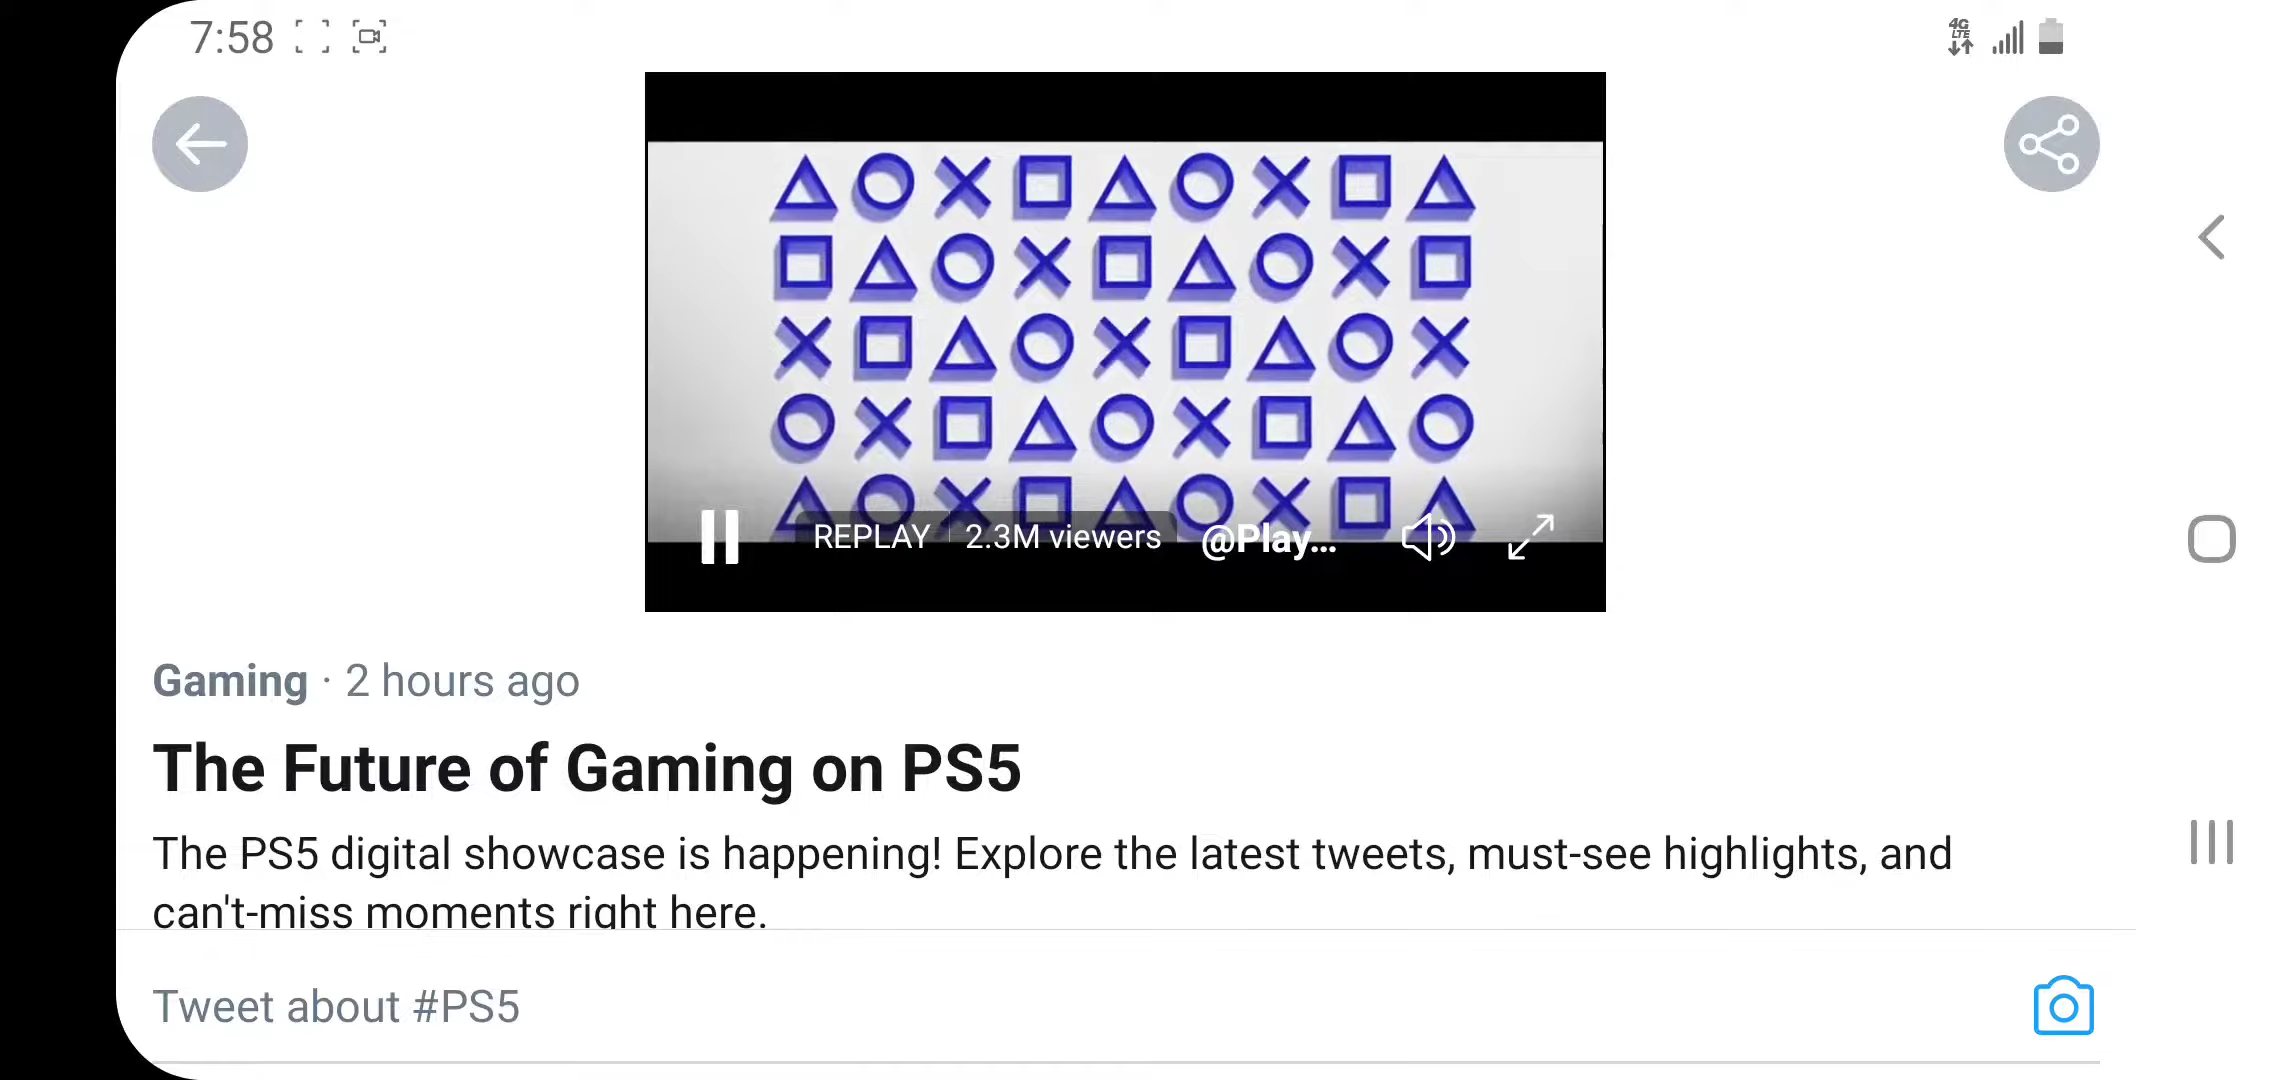 7:58
4G
LTE
REPLAY 2.3M viewers @Play...
Gaming · 2 hours ago
The Future of Gaming on PS5
The PS5 digital showcase is happening! Explore the latest tweets, must-see highlights, and
can't-miss moments right here.
Tweet about #PS5